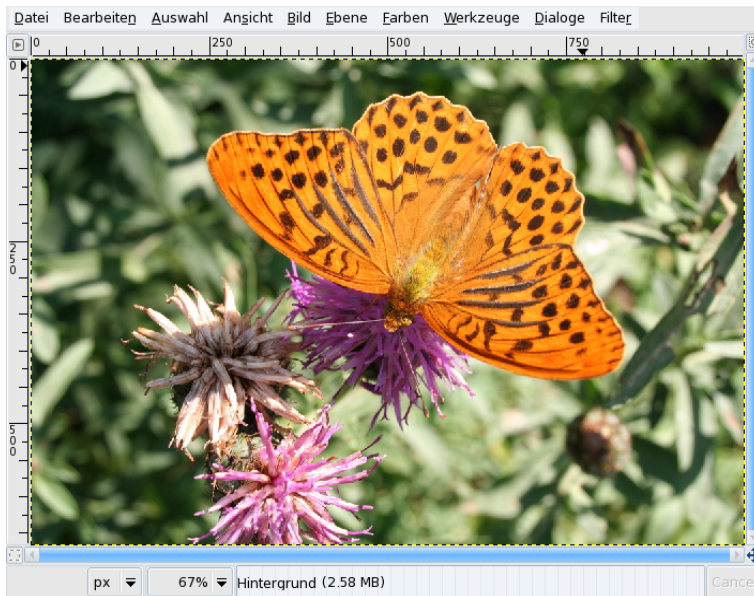 Datei Bearbeiten Auswahl Ansicht Bild Ebene Farben Werkzeuge Dialoge Filter
0 250 500 750
0
250
500
px 67% Hintergrund (2.58 MB) Cance